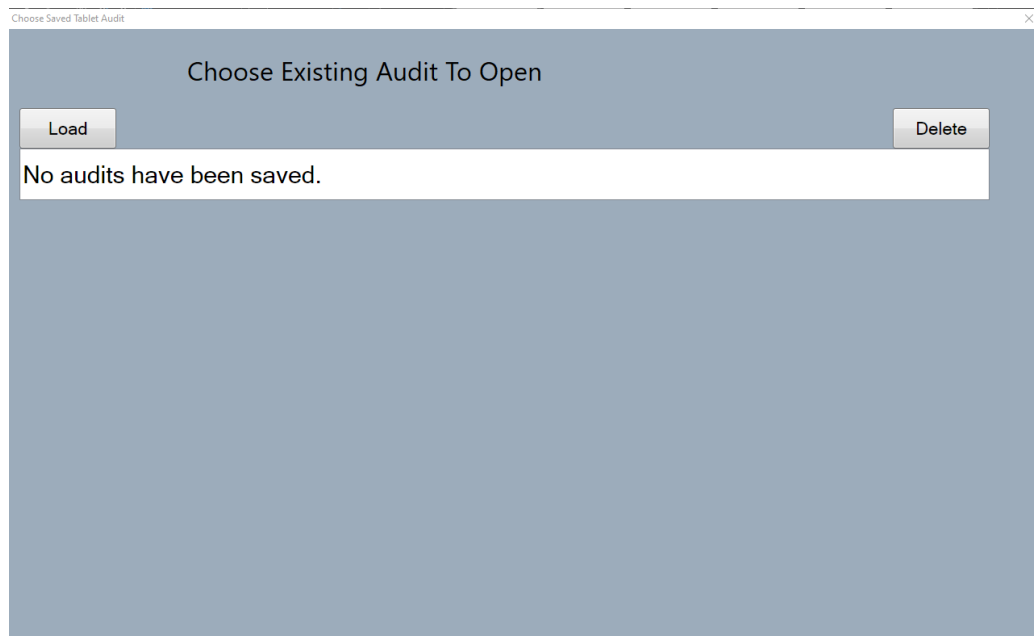 Choose Saved Tablet Audit
Choose Existing Audit To Open
Load
Delete
No audits have been saved.